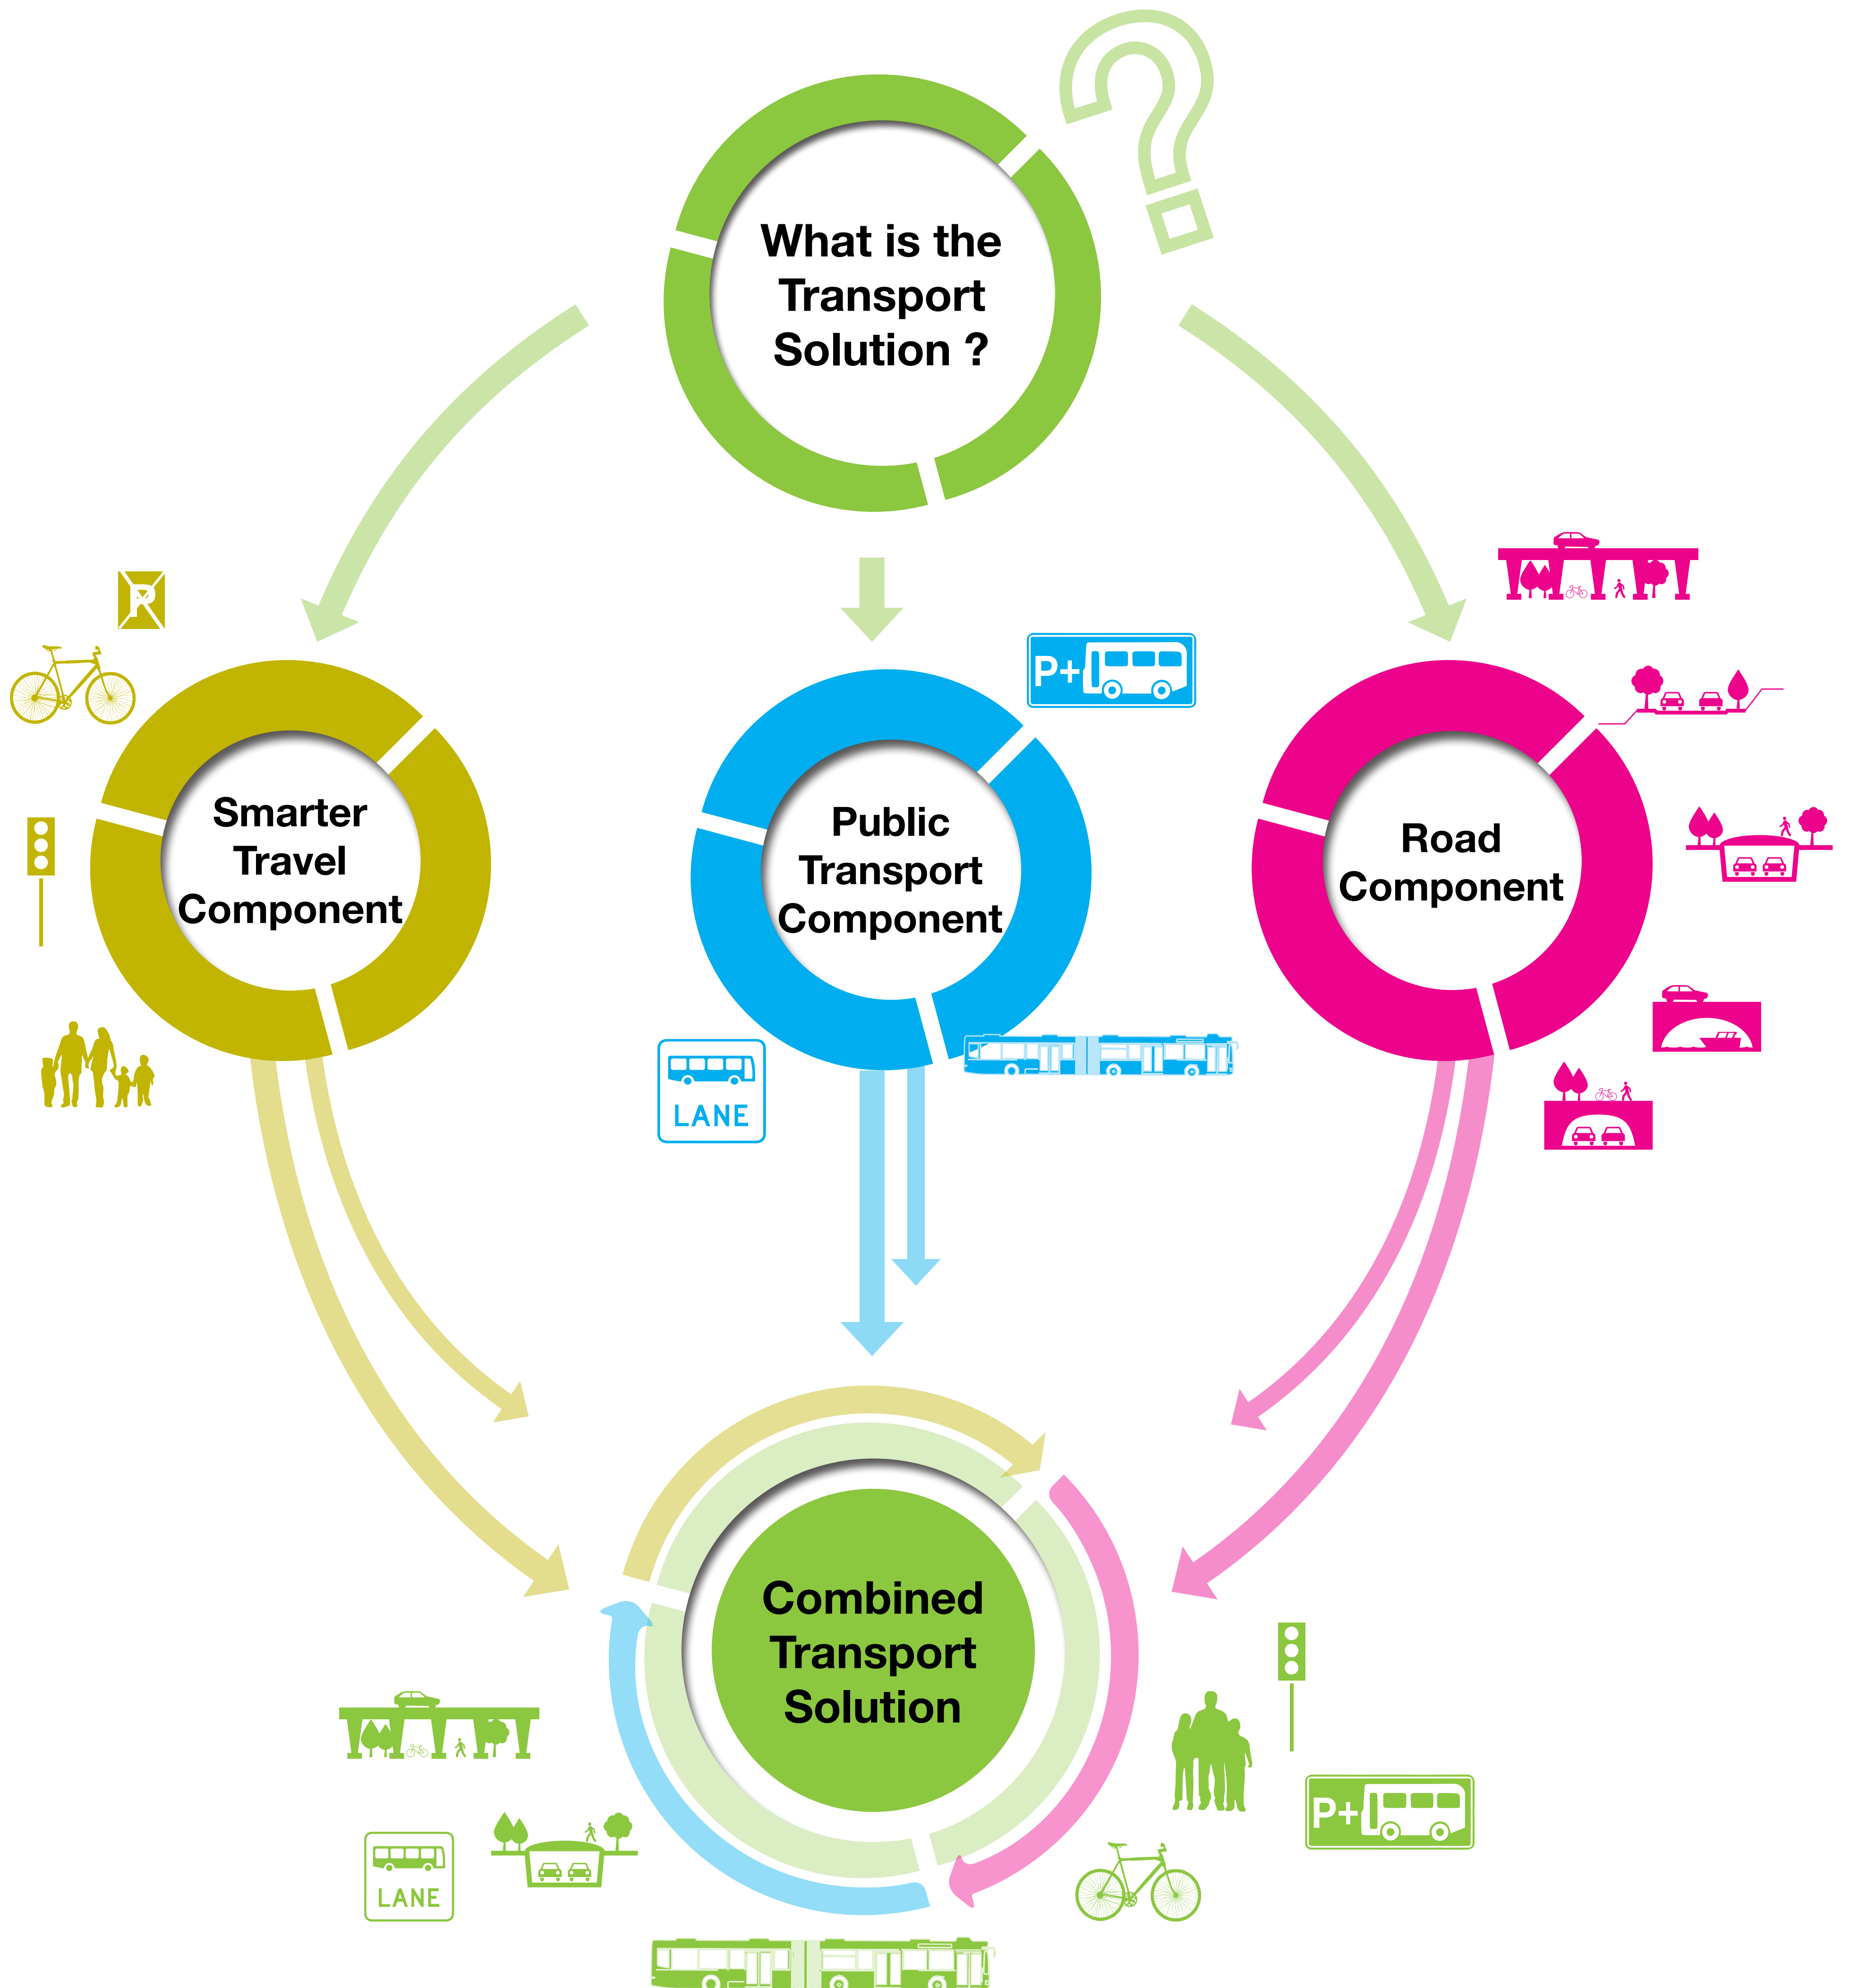 What is the
Transport
Solution ?
P
P+
Smarter
Travel
Component
Public
Transport
Component
Road
Component
LANE
Combined
Transport
Solution
P+
LANE